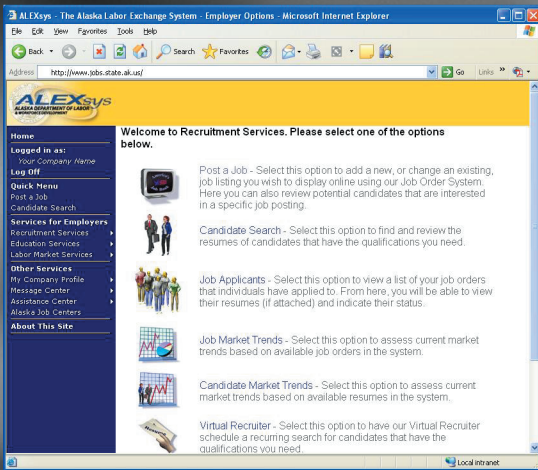 ALEXsys - The Alaska Labor Exchange System - Employer Options - Microsoft Internet Explorer
File Edit View Favorites Tools Help
Back Search Favorites
Address http://www.jobs.state.ak.us/ Go Links »
ALEXsys
ALASKA DEPARTMENT OF LABOR
& WORKFORCE DEVELOPMENT
Home
Logged in as:
Your Company Name
Log Off
Quick Menu
Post a Job
Candidate Search
Services for Employers
Recruitment Services
Education Services
Labor Market Services
Other Services
My Company Profile
Message Center
Assistance Center
Alaska Job Centers
About This Site
Welcome to Recruitment Services. Please select one of the options
below.
Post a Job - Select this option to add a new, or change an existing,
job listing you wish to display online using our Job Order System.
Here you can also review potential candidates that are interested
in a specific job posting.
Candidate Search - Select this option to find and review the
resumes of candidates that have the qualifications you need.
Job Applicants - Select this option to view a list of your job orders
that individuals have applied to. From here, you will be able to view
their resumes (if attached) and indicate their status.
Job Market Trends - Select this option to assess current market
trends based on available job orders in the system.
Candidate Market Trends - Select this option to assess current
market trends based on available resumes in the system.
Resume
Virtual Recruiter - Select this option to have our Virtual Recruiter
schedule a recurring search for candidates that have the
qualifications you need.
Local intranet